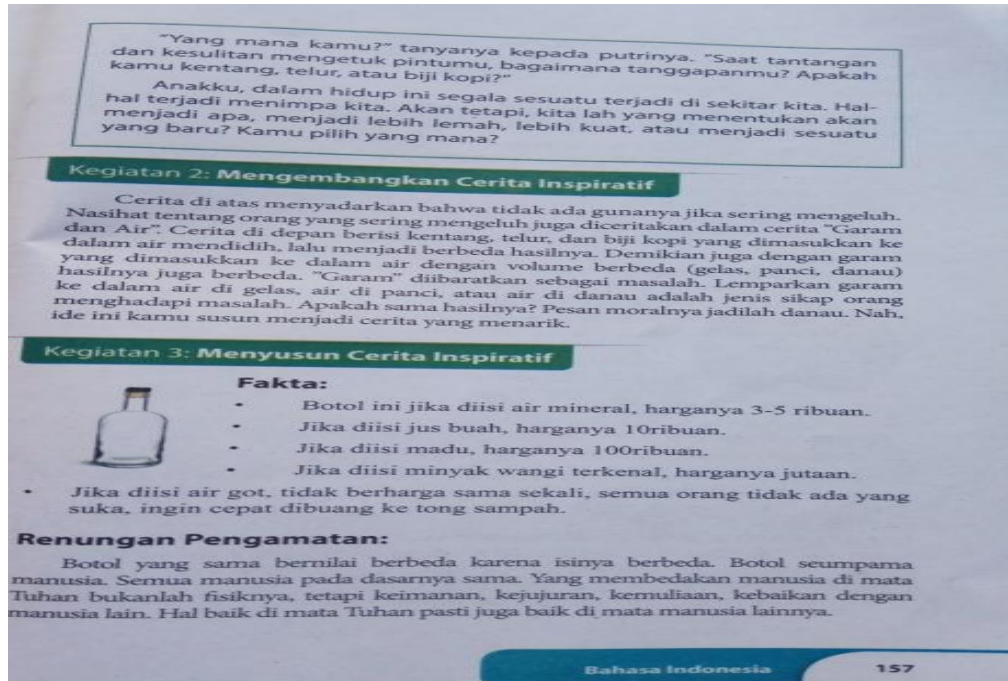 "Yang mana kamu?" tanyanya kepada putrinya. "Saat tantangan
dan kesulitan mengetuk pintumu, bagaimana tanggapanmu? Apakah
kamu kentang, telur, atau biji kopi?"
Anakku, dalam hidup ini segala sesuatu terjadi di sekitar kita. Hal-
hal terjadi menimpa kita. Akan tetapi, kita lah yang menentukan akan
menjadi apa, menjadi lebih lemah, lebih kuat, atau menjadi sesuatu
yang baru? Kamu pilih yang mana?
Kegiatan 2: Mengembangkan Cerita Inspiratif
Cerita di atas menyadarkan bahwa tidak ada gunanya jika sering mengeluh.
Nasihat tentang orang yang sering mengeluh juga diceritakan dalam cerita "Garam
dan Air". Cerita di depan berisi kentang, telur, dan biji kopi yang dimasukkan ke
dalam air mendidih, lalu menjadi berbeda hasilnya. Demikian juga dengan garam
yang dimasukkan ke dalam air dengan volume berbeda (gelas, panci, danau)
hasilnya juga berbeda. "Garam" diibaratkan sebagai masalah. Lemparkan garam
ke dalam air di gelas, air di panci, atau air di danau adalah jenis sikap orang
menghadapi masalah. Apakah sama hasilnya? Pesan moralnya jadilah danau. Nah,
ide ini kamu susun menjadi cerita yang menarik.
Kegiatan 3: Menyusun Cerita Inspiratif
Fakta:
• Botol ini jika diisi air mineral, harganya 3-5 ribuan.
• Jika diisi jus buah, harganya 10ribuan.
• Jika diisi madu, harganya 100ribuan.
• Jika diisi minyak wangi terkenal, harganya jutaan.
• Jika diisi air got, tidak berharga sama sekali, semua orang tidak ada yang
suka, ingin cepat dibuang ke tong sampah.
Renungan Pengamatan:
Botol yang sama bernilai berbeda karena isinya berbeda. Botol seumpama
manusia. Semua manusia pada dasarnya sama. Yang membedakan manusia di mata
Tuhan bukanlah fisiknya, tetapi keimanan, kejujuran, kemuliaan, kebaikan dengan
manusia lain. Hal baik di mata Tuhan pasti juga baik di mata manusia lainnya.
Bahasa Indonesia 157